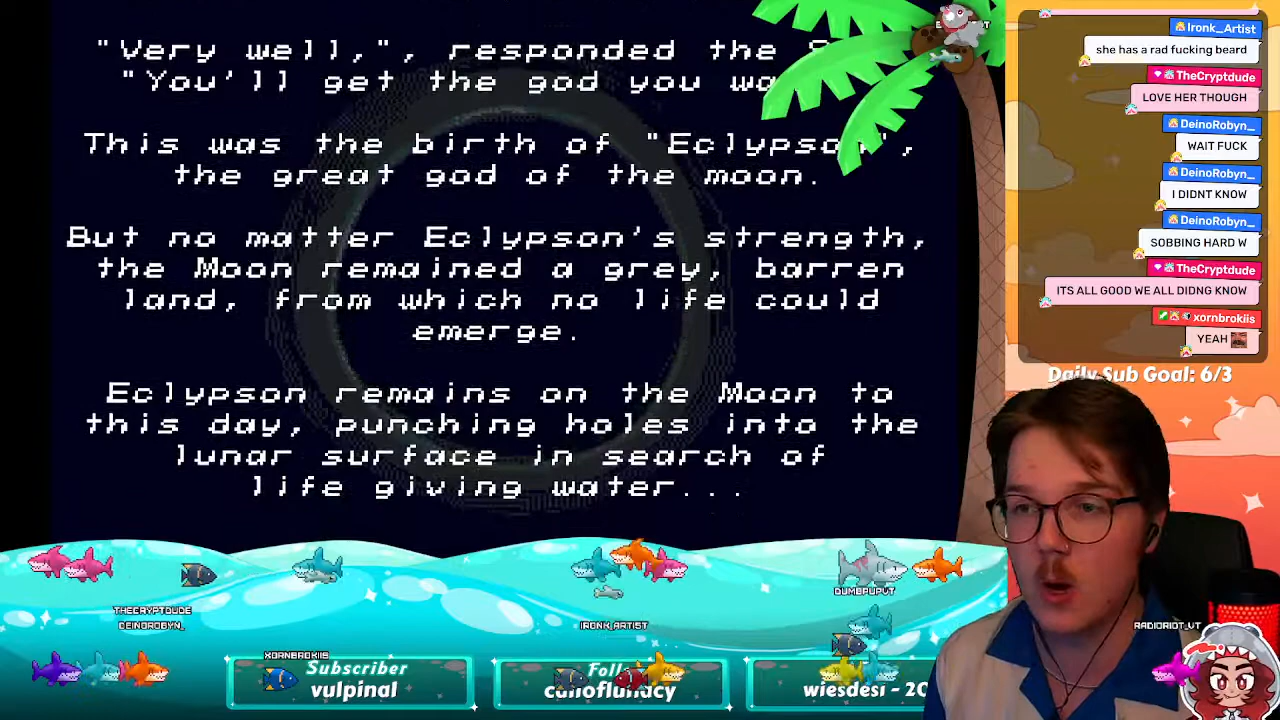 "Very well,", responded the
"You'll get the god you
This was the birth of "Eclypson",
the great god of the moon.
But no matter Eclypson's strength,
the Moon remained a grey, barren
land, from which no life could
emerge.
Eclypson remains on the Moon to
this day, punching holes into the
lunar surface in search of
life giving water...
Ironk_Artist
she has a rad fucking beard
TheCryptdude
LOVE HER THOUGH
DeinoRobyn_
WAIT FUCK
DeinoRobyn_
I DIDNT KNOW
DeinoRobyn_
SOBBING HARD W
TheCryptdude
ITS ALL GOOD WE ALL DIDNG KNOW
xornbrokiis
YEAH
Daily Sub Goal: 6/3
DUMBPUPVT
THECRYPTDUDE
DEINOROBYN_
IRONK_ARTIST
RADIORIOT_VT
XORNBROKIIS
Subscriber
vulpinal
wiesdesi - 20